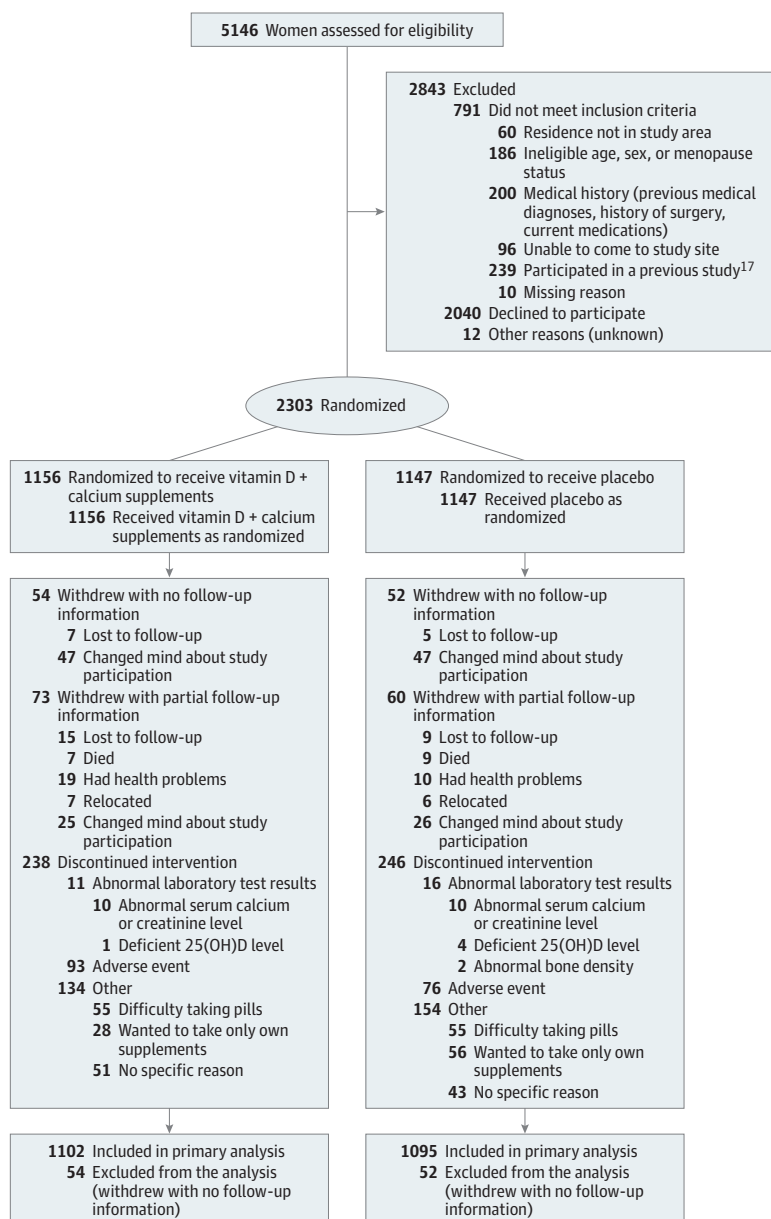 5146 Women assessed for eligibility
2843 Excluded
791 Did not meet inclusion criteria
60 Residence not in study area
186 Ineligible age, sex, or menopause
status
200 Medical history (previous medical
diagnoses, history of surgery,
current medications)
96 Unable to come to study site
239 Participated in a previous study17
10 Missing reason
2040 Declined to participate
12 Other reasons (unknown)
2303 Randomized
1156 Randomized to receive vitamin D +
calcium supplements
1156 Received vitamin D + calcium
supplements as randomized
1147 Randomized to receive placebo
1147 Received placebo as
randomized
54 Withdrew with no follow-up
information
7 Lost to follow-up
47 Changed mind about study
participation
73 Withdrew with partial follow-up
information
15 Lost to follow-up
7 Died
19 Had health problems
7 Relocated
25 Changed mind about study
participation
238 Discontinued intervention
11 Abnormal laboratory test results
10 Abnormal serum calcium
or creatinine level
1 Deficient 25(OH)D level
93 Adverse event
134 Other
55 Difficulty taking pills
28 Wanted to take only own
supplements
51 No specific reason
52 Withdrew with no follow-up
information
5 Lost to follow-up
47 Changed mind about study
participation
60 Withdrew with partial follow-up
information
9 Lost to follow-up
9 Died
10 Had health problems
6 Relocated
26 Changed mind about study
participation
246 Discontinued intervention
16 Abnormal laboratory test results
10 Abnormal serum calcium
or creatinine level
4 Deficient 25(OH)D level
2 Abnormal bone density
76 Adverse event
154 Other
55 Difficulty taking pills
56 Wanted to take only own
supplements
43 No specific reason
1102 Included in primary analysis
54 Excluded from the analysis
(withdrew with no follow-up
information)
1095 Included in primary analysis
52 Excluded from the analysis
(withdrew with no follow-up
information)